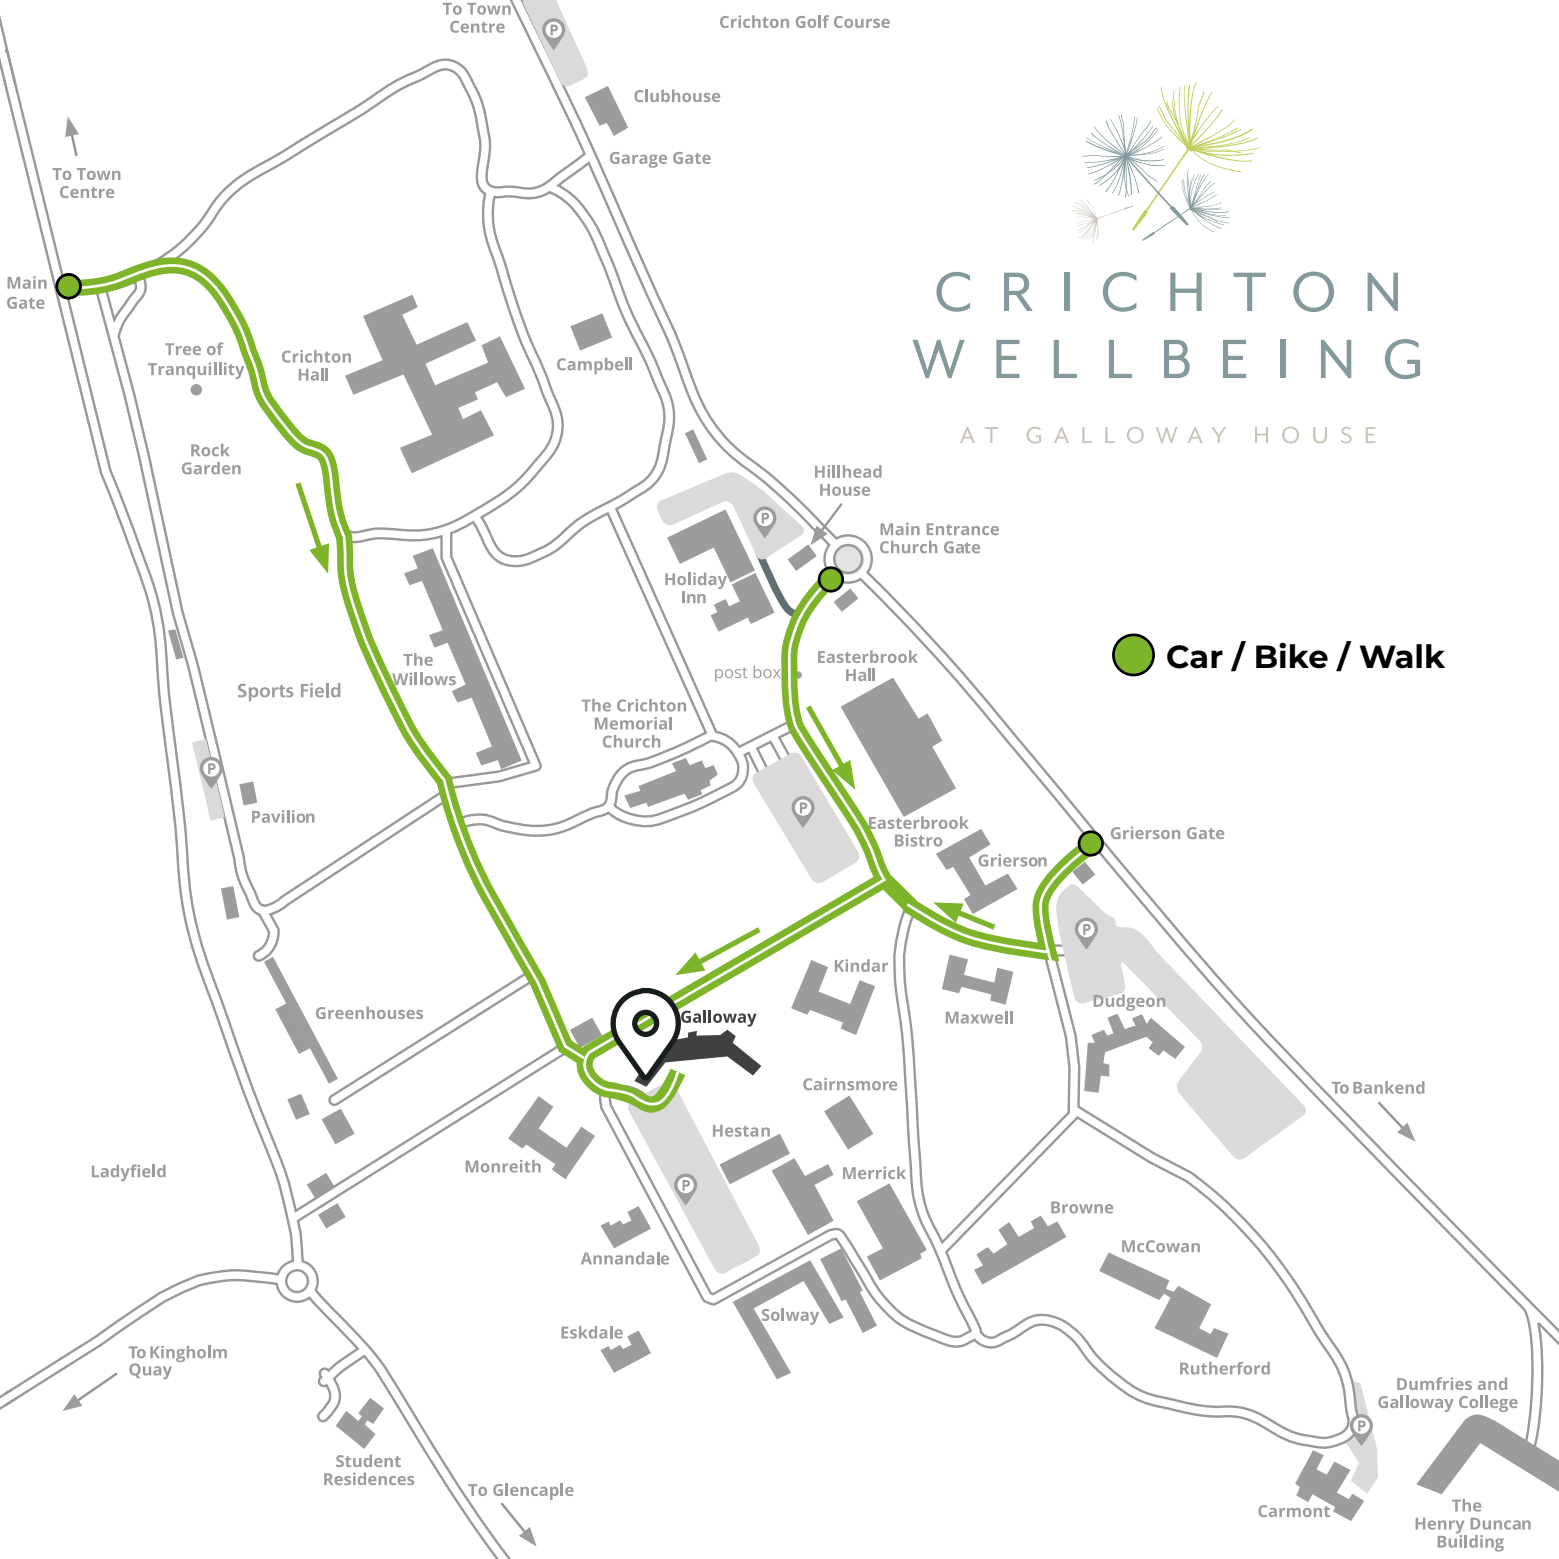 To Town
Centre
Crichton Golf Course
P
Clubhouse
Garage Gate
To Town
Centre
Main
Gate
CRICHTON
WELLBEING
AT GALLOWAY HOUSE
Tree of
Tranquillity
Crichton
Hall
Campbell
Rock
Garden
Hillhead
House
P
Main Entrance
Church Gate
Holiday
Inn
Car / Bike / Walk
The
Willows
Sports Field
post box
Easterbrook
Hall
The Crichton
Memorial
Church
P
Pavilion
P
Easterbrook
Bistro
Grierson
Grierson Gate
P
Kindar
Greenhouses
Galloway
Maxwell
Dudgeon
Cairnsmore
To Bankend
Hestan
Monreith
Merrick
Ladyfield
P
Browne
McCowan
Annandale
Solway
Eskdale
Rutherford
To Kingholm
Quay
Dumfries and
Galloway College
P
Student
Residences
To Glencaple
Carmont
The
Henry Duncan
Building